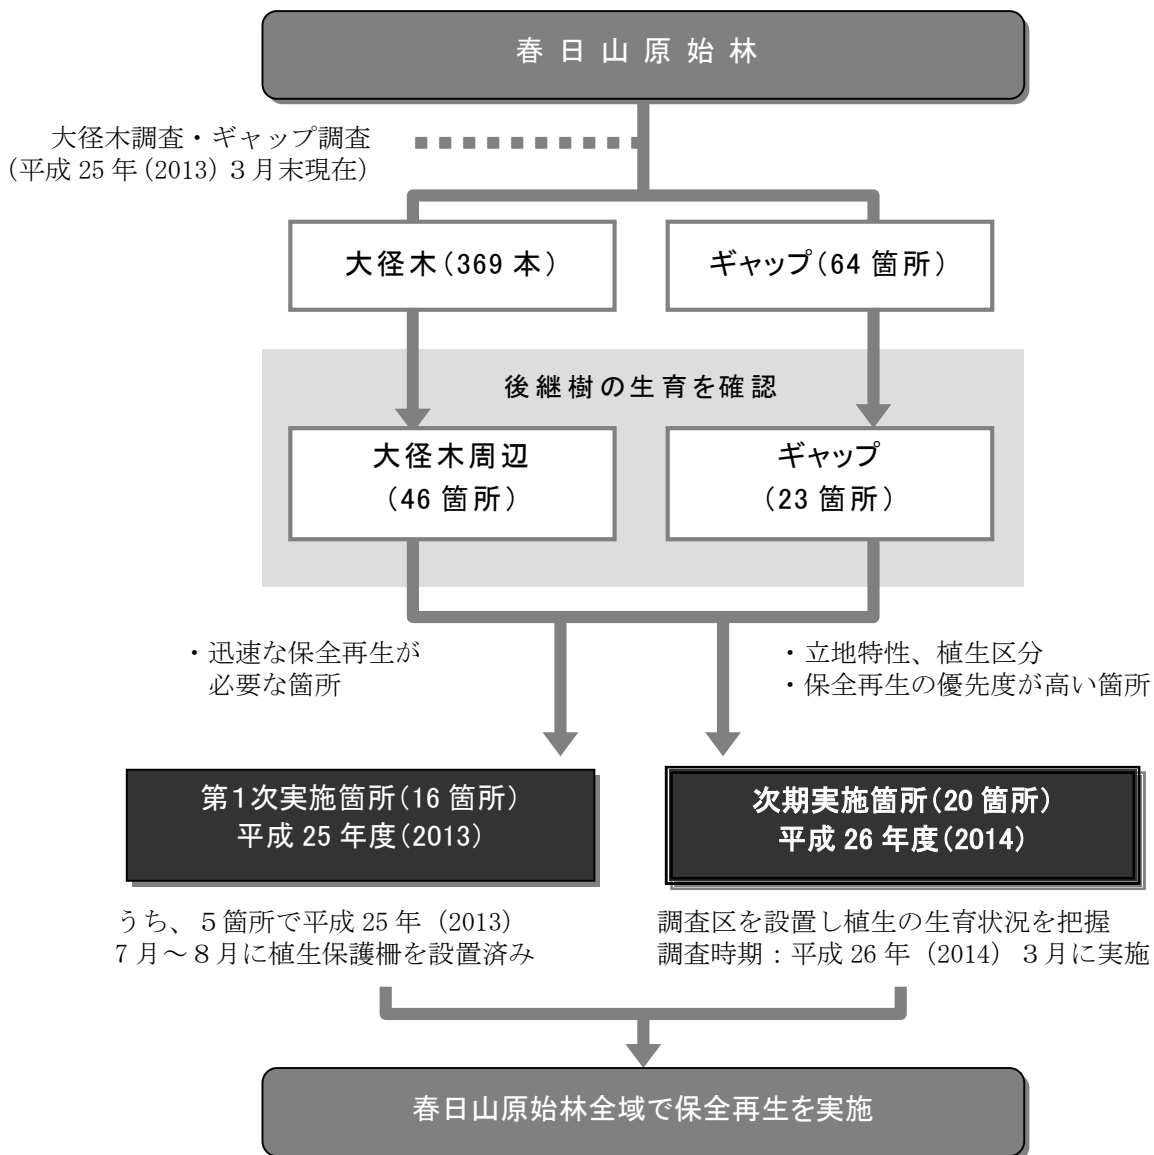 春日山原始林
大径木調査・ギャップ調査
（平成 25 年（2013）３月末現在）
大径木（369 本）
ギャップ（64 箇所）
後継樹の生育を確認
大径木周辺
（46 箇所）
ギャップ
（23 箇所）
・迅速な保全再生が
必要な箇所
・立地特性、植生区分
・保全再生の優先度が高い箇所
第１次実施箇所（16 箇所）
平成 25 年度（2013）
次期実施箇所（20 箇所）
平成 26 年度（2014）
うち、５箇所で平成 25 年（2013）
７月～８月に植生保護柵を設置済み
調査区を設置し植生の生育状況を把握
調査時期：平成 26 年（2014）３月に実施
春日山原始林全域で保全再生を実施